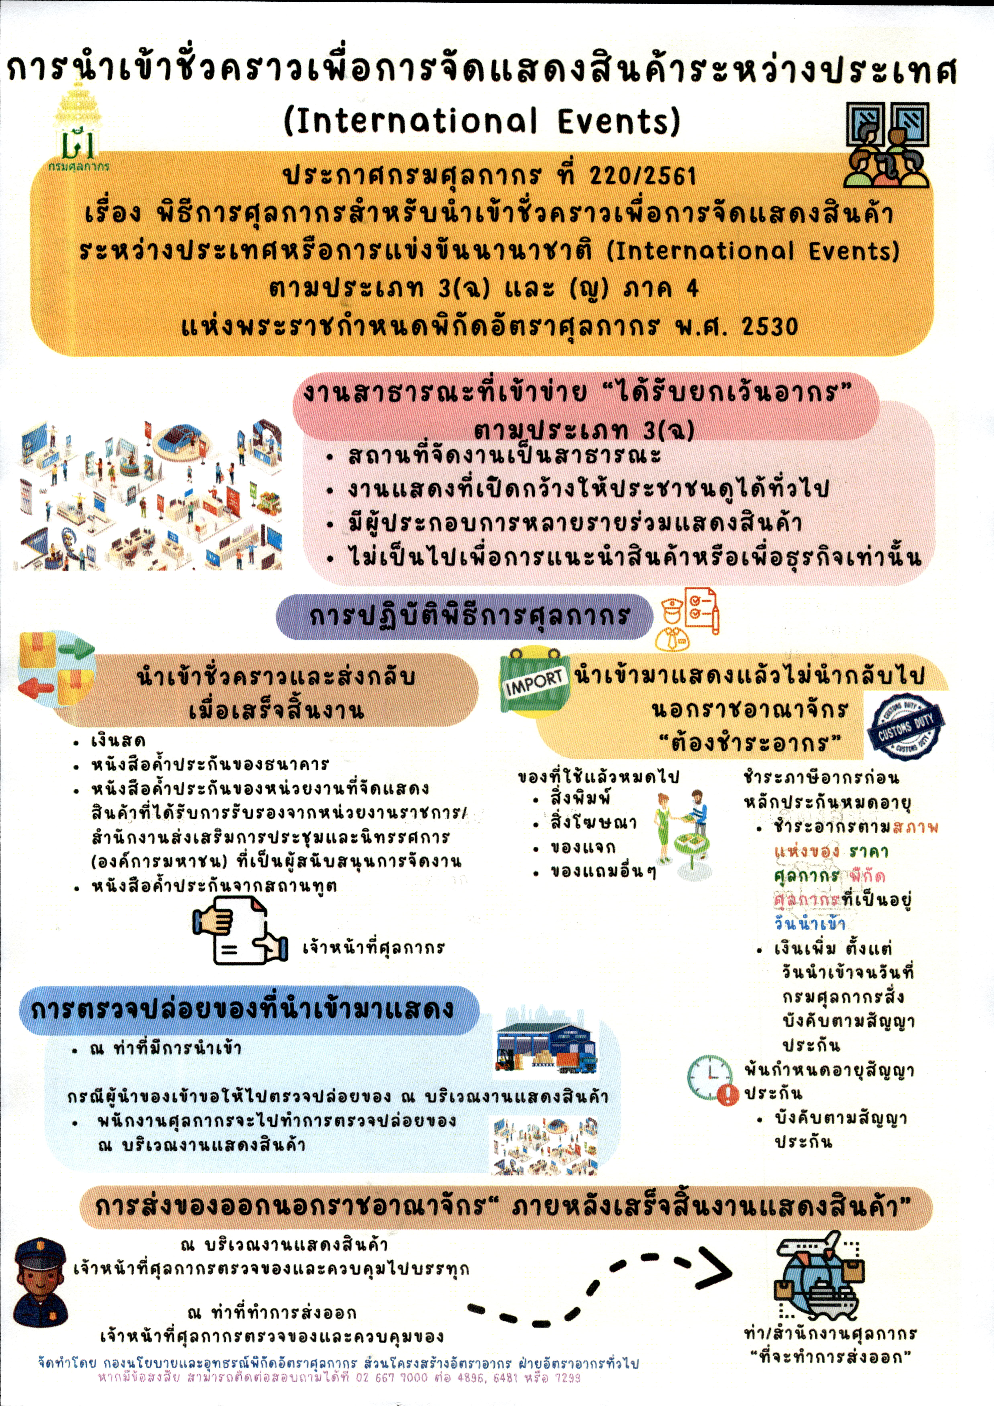 การนำเข้าชั่วคราวเพื่อการจัดแสดงสินค้าระหว่างประเทศ
(International Events)
กรมศุลกากร
ประกาศกรมศุลกากร ที่ 220/2561
เรื่อง พิธีการศุลกากรสำหรับนำเข้าชั่วคราวเพื่อการจัดแสดงสินค้า
ระหว่างประเทศหรือการแข่งขันนานาชาติ (International Events)
ตามประเภท 3(ฉ) และ (ญ) ภาค 4
แห่งพระราชกำหนดพิกัดอัตราศุลกากร พ.ศ. 2530
งานสาธารณะที่เข้าข่าย “ได้รับยกเว้นอากร”
ตามประเภท 3(ฉ)
• สถานที่จัดงานเป็นสาธารณะ
• งานแสดงที่เปิดกว้างให้ประชาชนดูได้ทั่วไป
• มีผู้ประกอบการหลายรายร่วมแสดงสินค้า
• ไม่เป็นไปเพื่อการแนะนำสินค้าหรือเพื่อธุรกิจเท่านั้น
การปฏิบัติพิธีการศุลกากร
นำเข้าชั่วคราวและส่งกลับ
เมื่อเสร็จสิ้นงาน
• เงินสด
• หนังสือค้ำประกันของธนาคาร
• หนังสือค้ำประกันของหน่วยงานที่จัดแสดง
สินค้าที่ได้รับการรับรองจากหน่วยงานราชการ/
สำนักงานส่งเสริมการประชุมและนิทรรศการ
(องค์การมหาชน) ที่เป็นผู้สนับสนุนการจัดงาน
• หนังสือค้ำประกันจากสถานทูต
เจ้าหน้าที่ศุลกากร
IMPORT
นำเข้ามาแสดงแล้วไม่นำกลับไป
นอกราชอาณาจักร
“ต้องชำระอากร”
CUSTOMS DUTY
CUSTOMS DUTY
CUSTOMS DUTY
ของที่ใช้แล้วหมดไป
• สิ่งพิมพ์
• สิ่งโฆษณา
• ของแจก
• ของแถมอื่นๆ
ชำระภาษีอากรก่อน
หลักประกันหมดอายุ
• ชำระอากรตามสภาพ
แห่งของ ราคา
ศุลกากร พิกัด
ศุลกากรที่เป็นอยู่
วันนำเข้า
• เงินเพิ่ม ตั้งแต่
วันนำเข้าจนวันที่
กรมศุลกากรสั่ง
บังคับตามสัญญา
ประกัน
พ้นกำหนดอายุสัญญา
ประกัน
• บังคับตามสัญญา
ประกัน
การตรวจปล่อยของที่นำเข้ามาแสดง
• ณ ท่าที่มีการนำเข้า
กรณีผู้นำของเข้าขอให้ไปตรวจปล่อยของ ณ บริเวณงานแสดงสินค้า
• พนักงานศุลกากรจะไปทำการตรวจปล่อยของ
ณ บริเวณงานแสดงสินค้า
การส่งของออกนอกราชอาณาจักร“ ภายหลังเสร็จสิ้นงานแสดงสินค้า”
ณ บริเวณงานแสดงสินค้า
เจ้าหน้าที่ศุลกากรตรวจของและควบคุมไปบรรทุก
ณ ท่าที่ทำการส่งออก
เจ้าหน้าที่ศุลกากรตรวจของและควบคุมของ
ท่า/สำนักงานศุลกากร
“ที่จะทำการส่งออก”
จัดทำโดย กองนโยบายและอุทธรณ์พิกัดอัตราศุลกากร ส่วนโครงสร้างอัตราอากร ฝ่ายอัตราอากรทั่วไป
หากมีข้อสงสัย สามารถติดต่อสอบถามได้ที่ 02 667 7000 ต่อ 4896, 6481 หรือ 7299